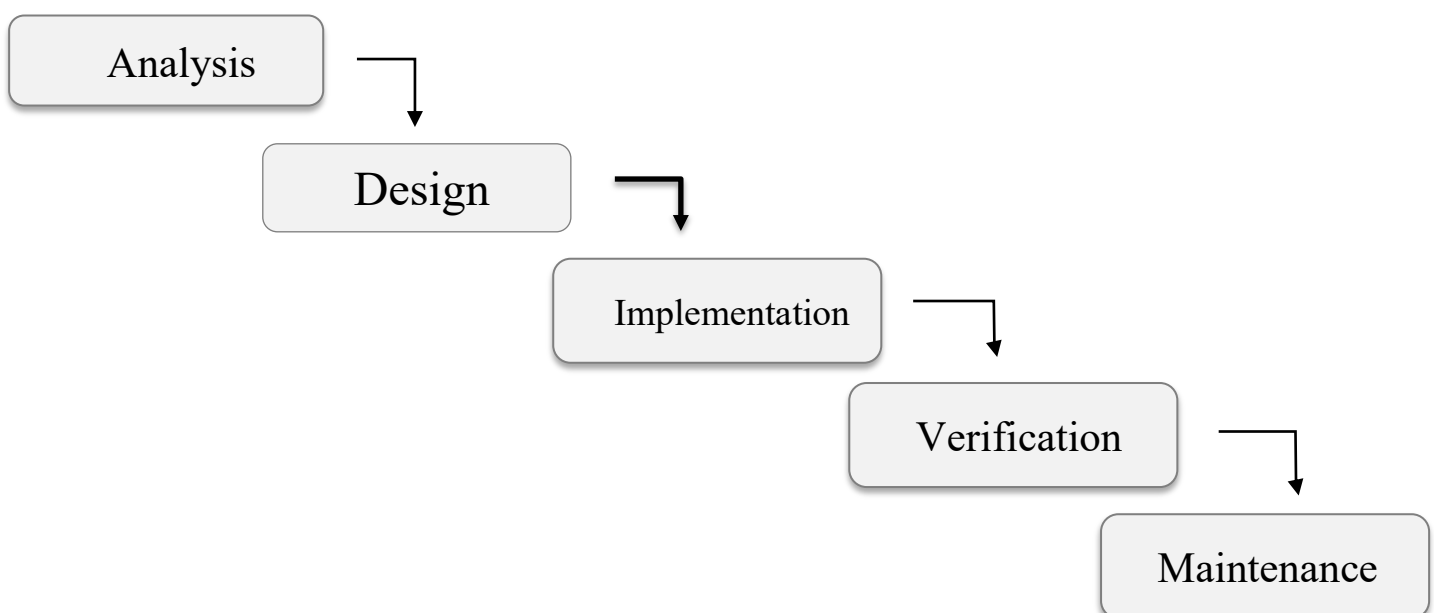 Analysis
Design
Implementation
Verification
Maintenance